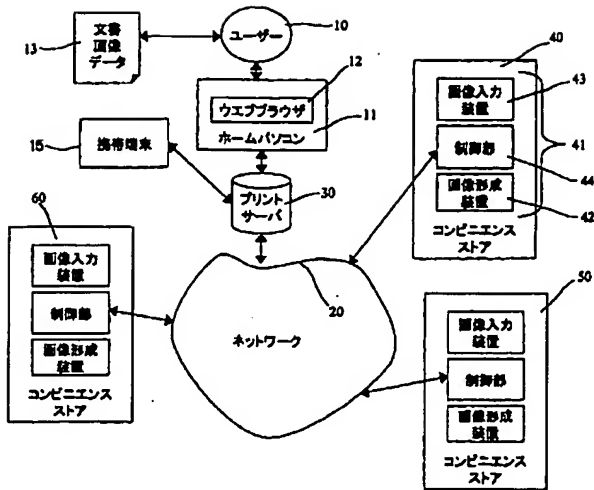 13
文書
画像
データ
ユーザー
10
12
ウエブブラウザ
ホームパソコン
11
15
携帯端末
プリント
サーバ
30
20
ネットワーク
40
画像入力
装置
43
制御部
44
41
画像形成
装置
42
コンビニエンス
ストア
60
画像入力
装置
制御部
画像形成
装置
コンビニエンス
ストア
50
画像入力
装置
制御部
画像形成
装置
コンビニエンス
ストア